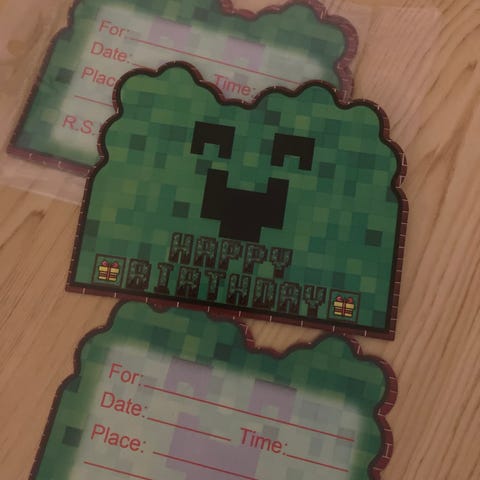 For:
Date:
Place
Time:
R.S.
HAPPY
BIRTHDAY
For:
Date:
Place:
Time: